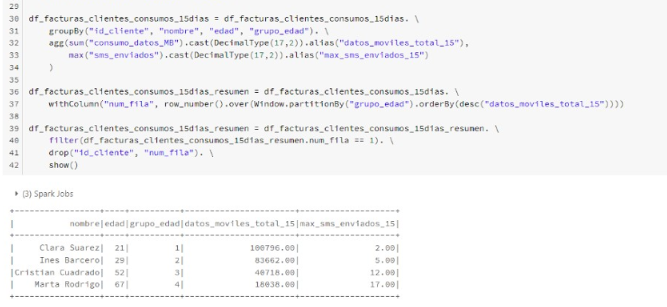 29
30 df_facturas_clientes_consumos_15dias = df_facturas_clientes_consumos_15dias. \
31     groupBy("id_cliente", "nombre", "edad", "grupo_edad"). \
32     agg(sum("consumo_datos_MB").cast(DecimalType(17,2)).alias("datos_moviles_total_15"),
33         max("sms_enviados").cast(DecimalType(17,2)).alias("max_sms_enviados_15")
34     )
35
36 df_facturas_clientes_consumos_15dias_resumen = df_facturas_clientes_consumos_15dias. \
37     withColumn("num_fila", row_number().over(Window.partitionBy("grupo_edad").orderBy(desc("datos_moviles_total_15"))))
38
39 df_facturas_clientes_consumos_15dias_resumen = df_facturas_clientes_consumos_15dias_resumen. \
40     filter(df_facturas_clientes_consumos_15dias_resumen.num_fila == 1). \
41     drop("id_cliente", "num_fila"). \
42     show()
(3) Spark Jobs
+-----------------+----+----------+----------------------+-------------------+
|           nombre|edad|grupo_edad|datos_moviles_total_15|max_sms_enviados_15|
+-----------------+----+----------+----------------------+-------------------+
|     Clara Suarez|  21|         1|             100796.00|               2.00|
|     Ines Barcero|  29|         2|              83662.00|               5.00|
|Cristian Cuadrado|  52|         3|              40718.00|              12.00|
|    Marta Rodrigo|  67|         4|              18038.00|              17.00|
+-----------------+----+----------+----------------------+-------------------+